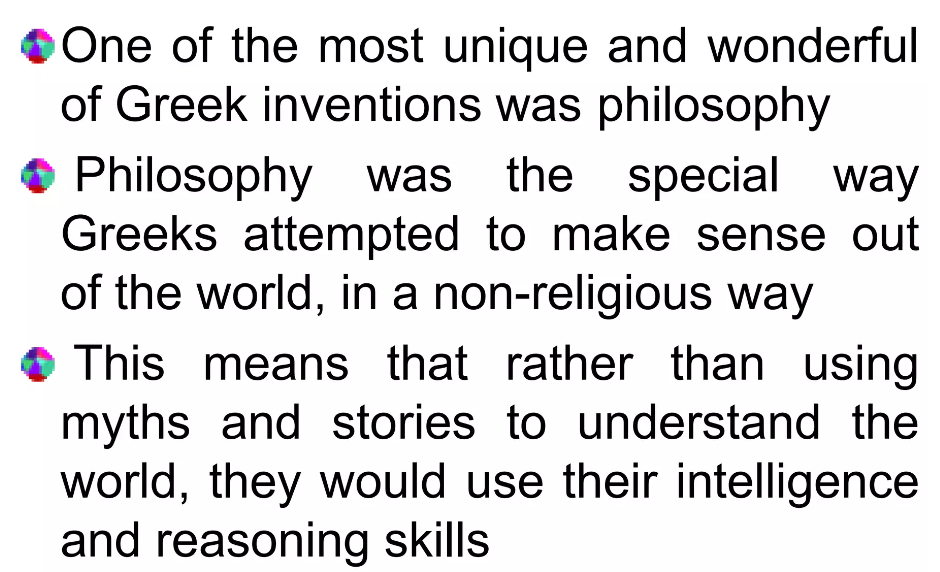 One of the most unique and wonderful
of Greek inventions was philosophy
Philosophy was the special way
Greeks attempted to make sense out
of the world, in a non-religious way
This means that rather than using
myths and stories to understand the
world, they would use their intelligence
and reasoning skills